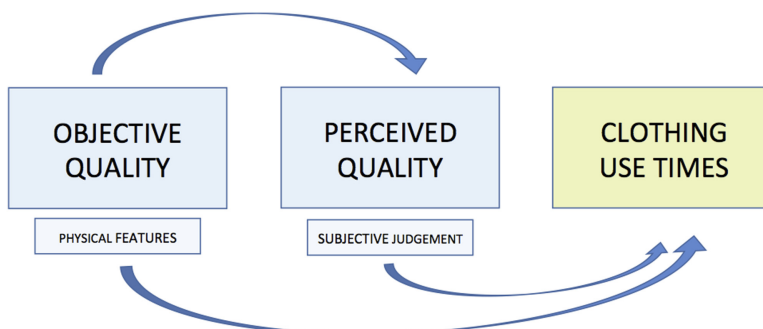 OBJECTIVE
QUALITY
PERCEIVED
QUALITY
CLOTHING
USE TIMES
PHYSICAL FEATURES
SUBJECTIVE JUDGEMENT